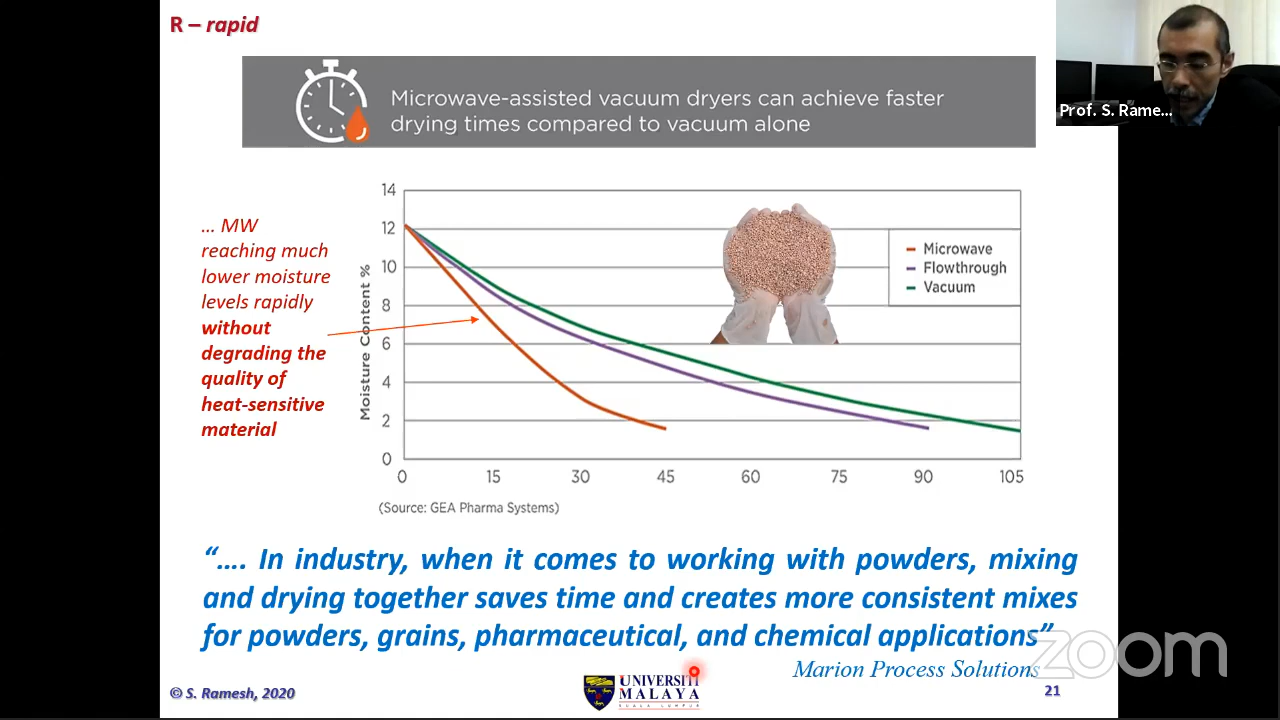 R – rapid
Microwave-assisted vacuum dryers can achieve faster
drying times compared to vacuum alone
Prof. S. Rame...
... MW
reaching much
lower moisture
levels rapidly
without
degrading the
quality of
heat-sensitive
material
Moisture Content %
14
12
10
8
6
4
2
0
Microwave
Flowthrough
Vacuum
0 15 30 45 60 75 90 105
(Source: GEA Pharma Systems)
“.... In industry, when it comes to working with powders, mixing
and drying together saves time and creates more consistent mixes
for powders, grains, pharmaceutical, and chemical applications”
zoom
Marion Process Solutions
© S. Ramesh, 2020
UNIVERSITI
MALAYA
KUALA LUMPUR
21